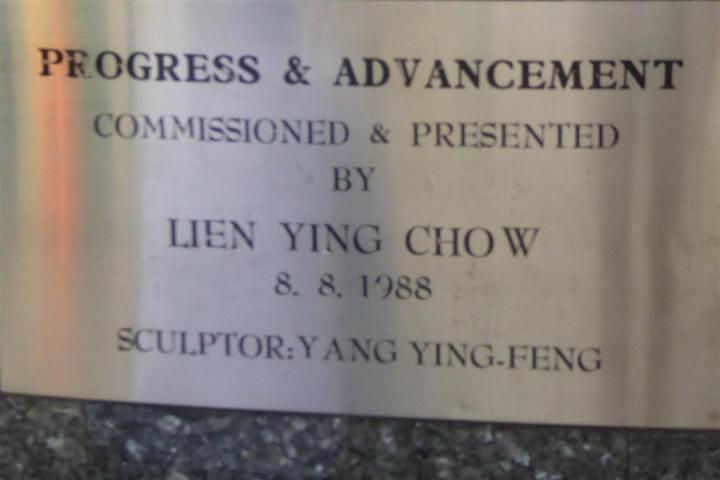 PROGRESS & ADVANCEMENT
COMMISSIONED & PRESENTED
BY
LIEN YING CHOW
8. 8. 1988
SCULPTOR:YANG YING-FENG